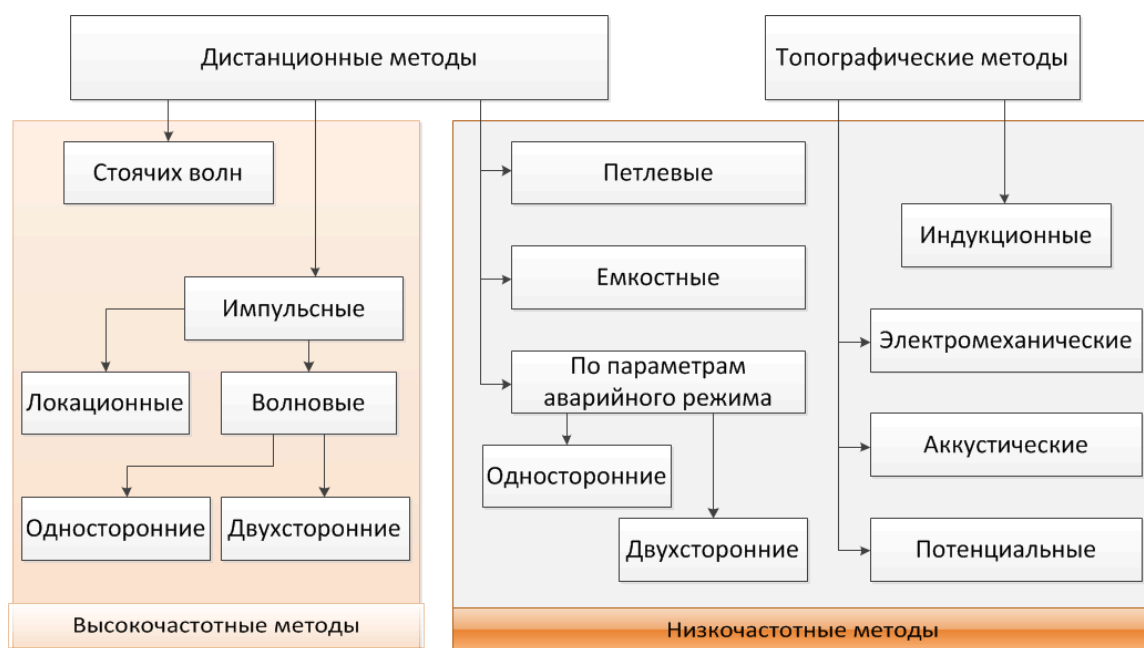 Дистанционные методы
Топографические методы
Стоячих волн
Петлевые
Индукционные
Емкостные
Импульсные
Электромеханические
По параметрам
аварийного режима
Локационные
Волновые
Аккустические
Односторонние
Односторонние
Двухсторонние
Двухсторонние
Потенциальные
Высокочастотные методы
Низкочастотные методы